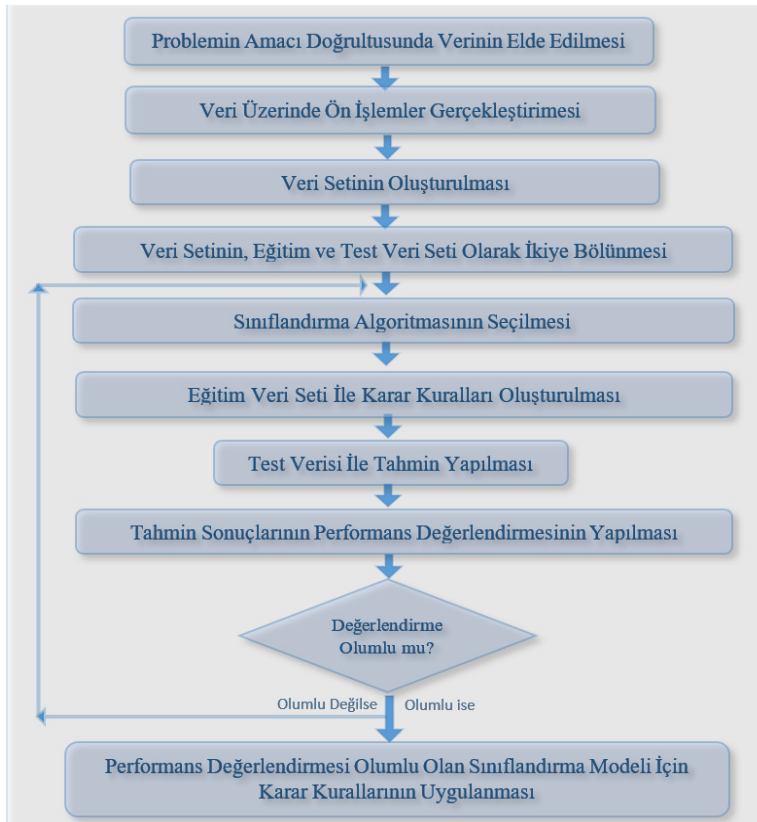 Problemin Amacı Doğrultusunda Verinin Elde Edilmesi
Veri Üzerinde Ön İşlemler Gerçekleştirimesi
Veri Setinin Oluşturulması
Veri Setinin, Eğitim ve Test Veri Seti Olarak İkiye Bölünmesi
Sınıflandırma Algoritmasının Seçilmesi
Eğitim Veri Seti İle Karar Kuralları Oluşturulması
Test Verisi İle Tahmin Yapılması
Tahmin Sonuçlarının Performans Değerlendirmesinin Yapılması
Değerlendirme
Olumlu mu?
Olumlu Değilse
Olumlu ise
Performans Değerlendirmesi Olumlu Olan Sınıflandırma Modeli İçin
Karar Kurallarının Uygulanması